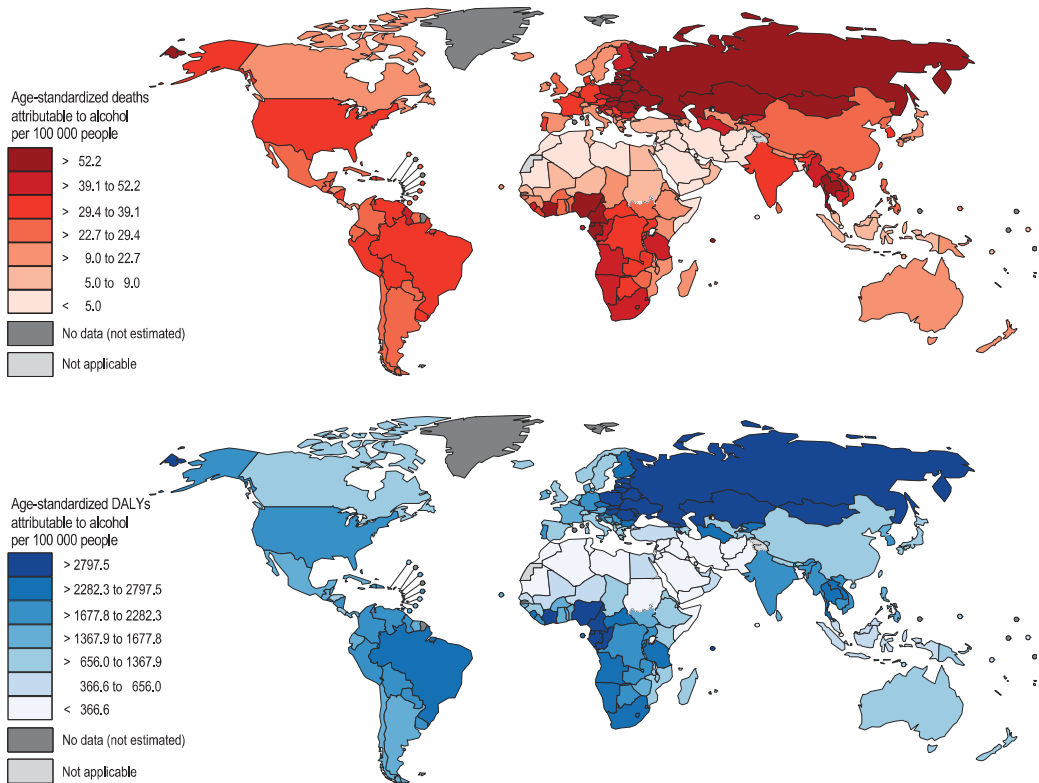 Age-standardized deaths
attributable to alcohol
per 100 000 people
> 52.2
> 39.1 to 52.2
> 29.4 to 39.1
> 22.7 to 29.4
> 9.0 to 22.7
5.0 to 9.0
< 5.0
No data (not estimated)
Not applicable
Age-standardized DALYs
attributable to alcohol
per 100 000 people
> 2797.5
> 2282.3 to 2797.5
> 1677.8 to 2282.3
> 1367.9 to 1677.8
> 656.0 to 1367.9
366.6 to 656.0
< 366.6
No data (not estimated)
Not applicable